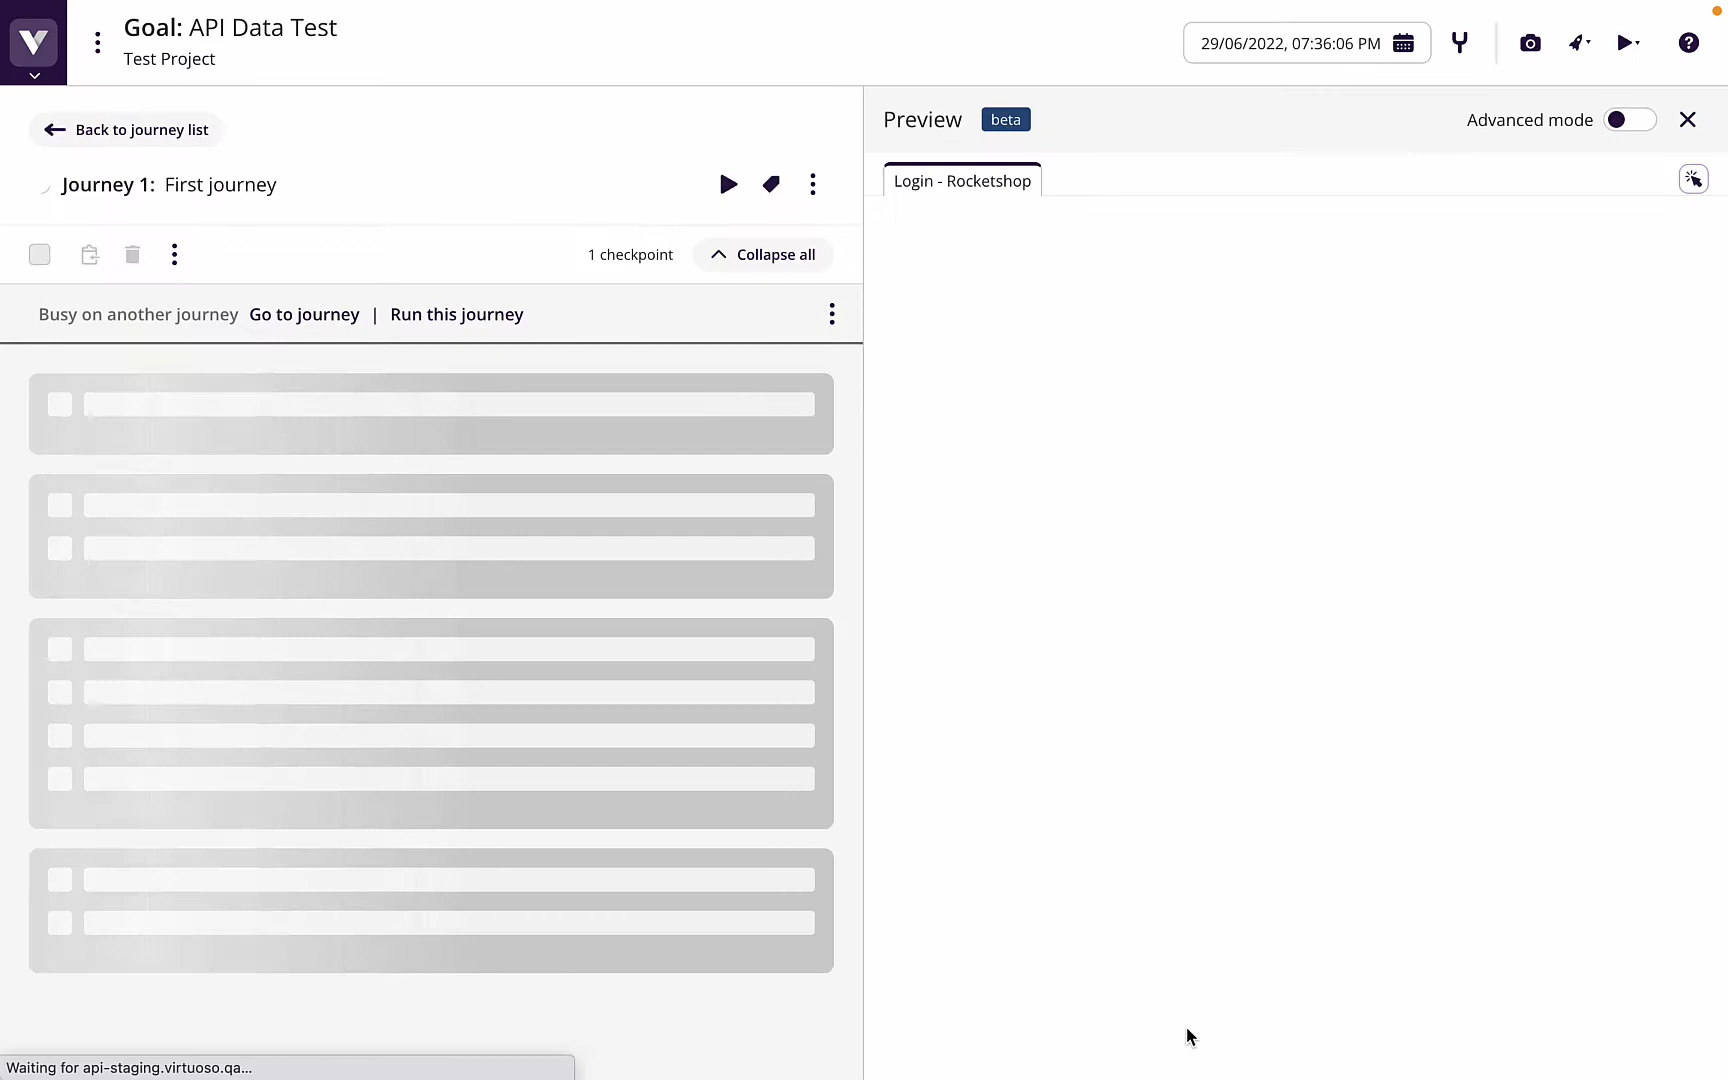 Goal: API Data Test
Test Project
29/06/2022, 07:36:06 PM
Back to journey list
Journey 1: First journey
1 checkpoint
Collapse all
Busy on another journey Go to journey | Run this journey
Preview beta
Advanced mode
Login - Rocketshop
Waiting for api-staging.virtuoso.qa...